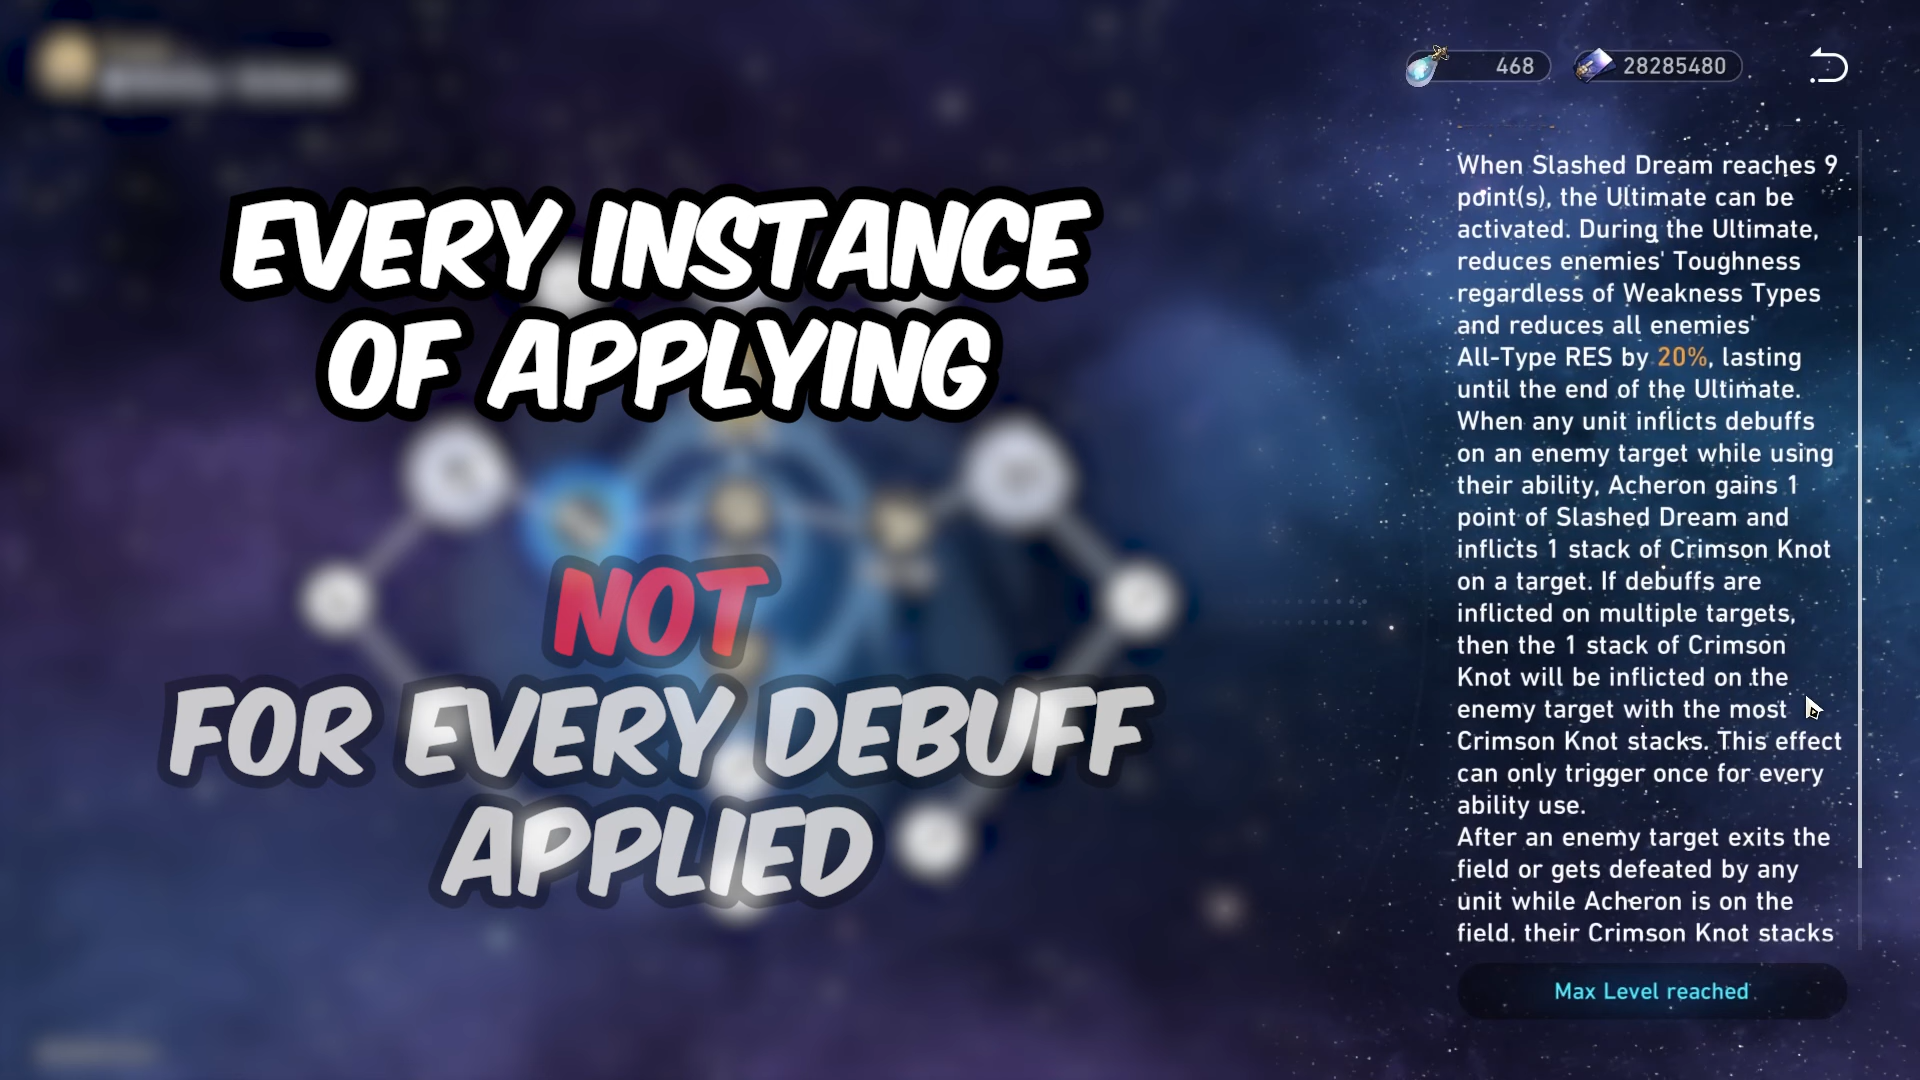 468
28285480
EVERY INSTANCE
OF APPLYING
NOT
FOR EVERY DEBUFF
APPLIED
When Slashed Dream reaches 9
point(s), the Ultimate can be
activated. During the Ultimate,
reduces enemies' Toughness
regardless of Weakness Types
and reduces all enemies'
All-Type RES by 20%, lasting
until the end of the Ultimate.
When any unit inflicts debuffs
on an enemy target while using
their ability, Acheron gains 1
point of Slashed Dream and
inflicts 1 stack of Crimson Knot
on a target. If debuffs are
inflicted on multiple targets,
then the 1 stack of Crimson
Knot will be inflicted on the
enemy target with the most
Crimson Knot stacks. This effect
can only trigger once for every
ability use.
After an enemy target exits the
field or gets defeated by any
unit while Acheron is on the
field, their Crimson Knot stacks
Max Level reached